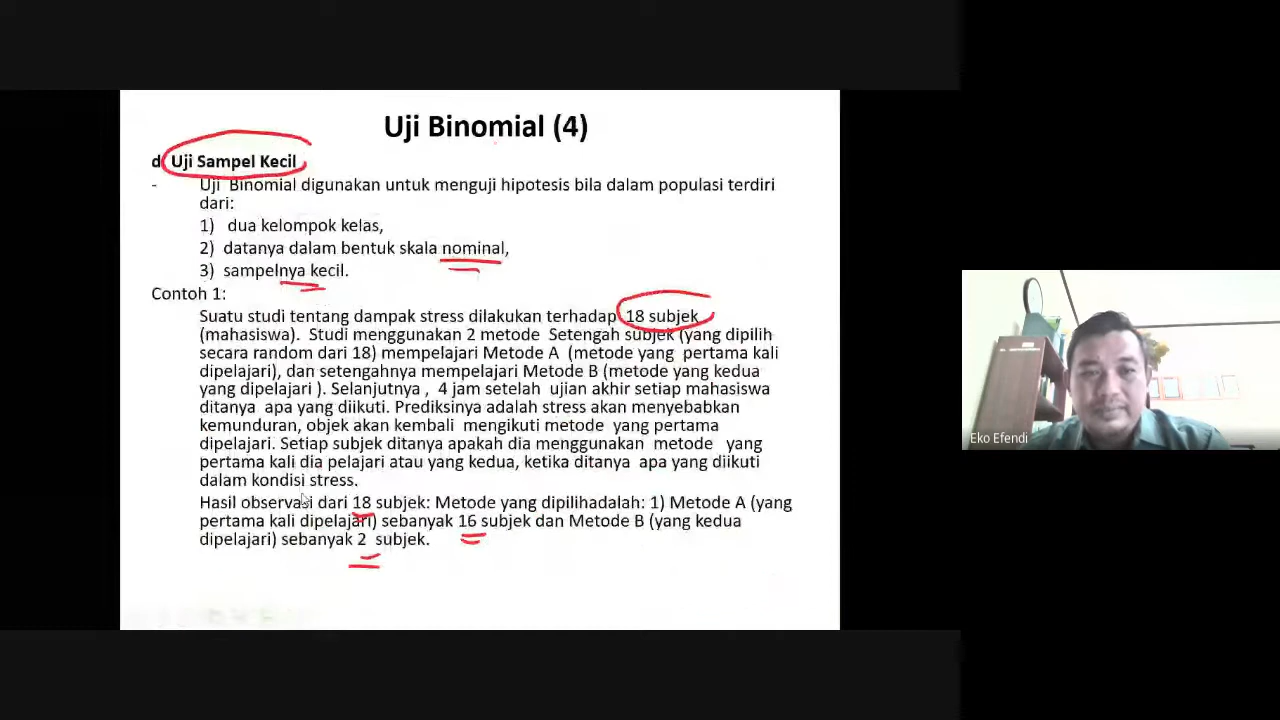 Uji Binomial (4)
d Uji Sampel Kecil
- Uji Binomial digunakan untuk menguji hipotesis bila dalam populasi terdiri
dari:
1) dua kelompok kelas,
2) datanya dalam bentuk skala nominal,
3) sampelnya kecil.
Contoh 1:
Suatu studi tentang dampak stress dilakukan terhadap 18 subjek
(mahasiswa). Studi menggunakan 2 metode Setengah subjek (yang dipilih
secara random dari 18) mempelajari Metode A (metode yang pertama kali
dipelajari), dan setengahnya mempelajari Metode B (metode yang kedua
yang dipelajari ). Selanjutnya , 4 jam setelah ujian akhir setiap mahasiswa
ditanya apa yang diikuti. Prediksinya adalah stress akan menyebabkan
kemunduran, objek akan kembali mengikuti metode yang pertama
dipelajari. Setiap subjek ditanya apakah dia menggunakan metode yang
pertama kali dia pelajari atau yang kedua, ketika ditanya apa yang diikuti
dalam kondisi stress.
Hasil observasi dari 18 subjek: Metode yang dipilihadalah: 1) Metode A (yang
pertama kali dipelajari) sebanyak 16 subjek dan Metode B (yang kedua
dipelajari) sebanyak 2 subjek.
Eko Efendi